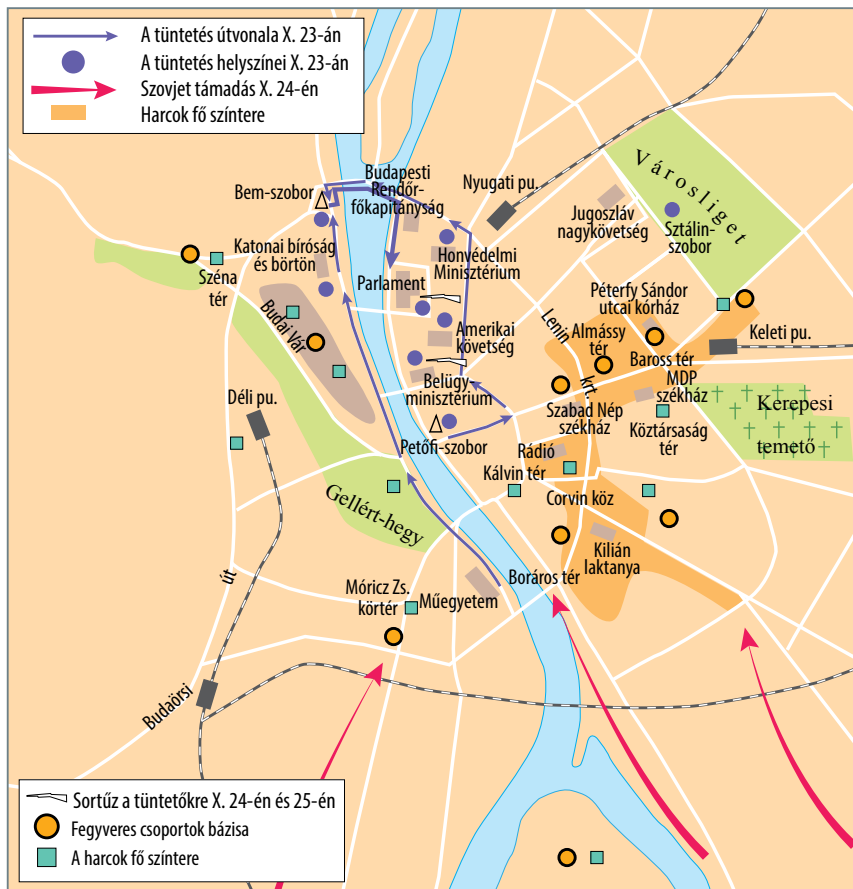 A tüntetés útvonala X. 23-án
A tüntetés helyszínei X. 23-án
Szovjet támadás X. 24-én
Harcok fő színtere
Budapesti
Rendőr-
főkapitányság
Bem-szobor
Nyugati pu.
Városliget
Jugoszláv
nagykövetség
Sztálin-
szobor
Katonai bíróság
és börtön
Honvédelmi
Minisztérium
Széna
tér
Parlament
Péterfy Sándor
utcai kórház
Budai Vár
Amerikai
követség
Lenin
krt.
Almássy
tér
Baross tér
Keleti pu.
Belügy-
minisztérium
MDP
székház
Déli pu.
Szabad Nép
székház
Kerepesi
temető
Petőfi-szobor
Köztársaság
tér
Rádió
Kálvin tér
Gellért-hegy
Corvin köz
Kilián
laktanya
Boráros tér
Móricz Zs.
körtér
Műegyetem
Budaörsi
út
Sortűz a tüntetőkre X. 24-én és 25-én
Fegyveres csoportok bázisa
A harcok fő színtere